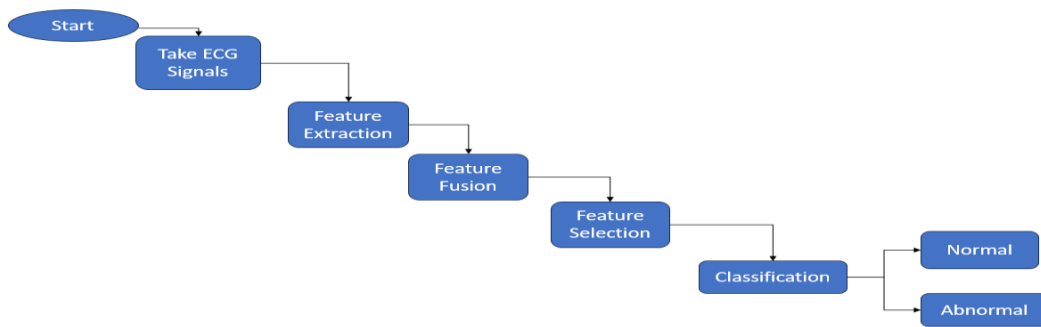 Start
Take ECG
Signals
Feature
Extraction
Feature
Fusion
Feature
Selection
Classification
Normal
Abnormal